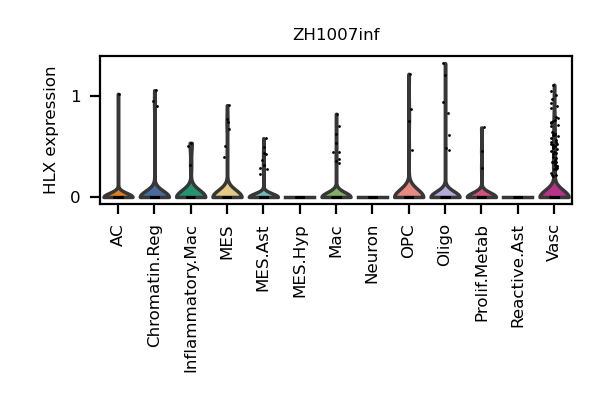 ZH1007inf
HLX expression
1
0
AC
Chromatin.Reg
Inflammatory.Mac
MES
MES.Ast
MES.Hyp
Mac
Neuron
OPC
Oligo
Prolif.Metab
Reactive.Ast
Vasc